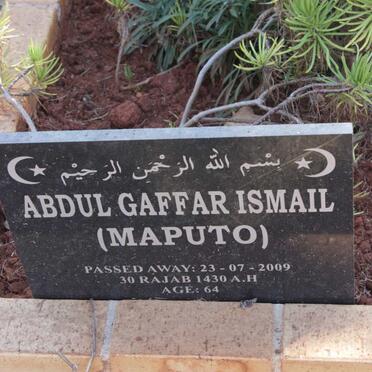 بسم الله الرحمن الرحيم
ABDUL GAFFAR ISMAIL
(MAPUTO)
PASSED AWAY: 23 - 07 - 2009
30 RAJAB 1430 A.H
AGE: 64